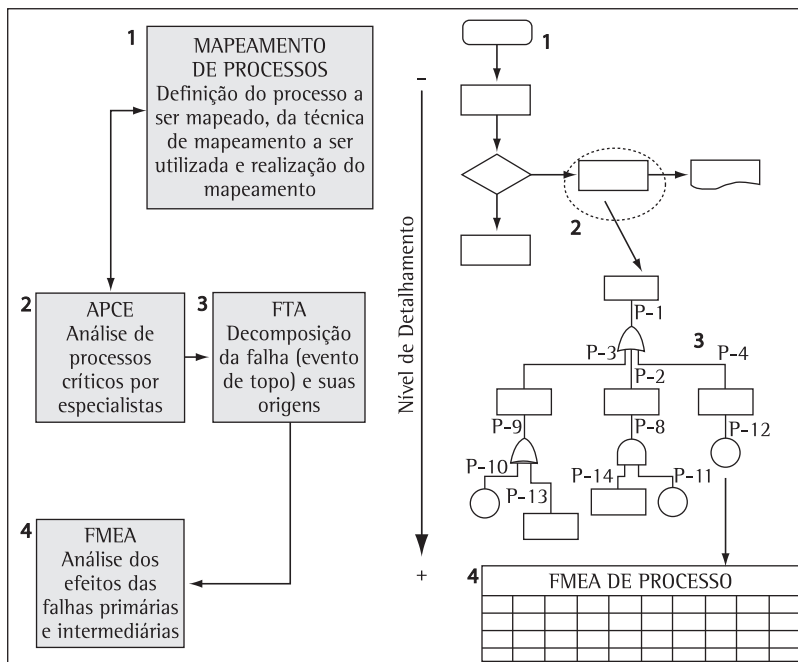 1
MAPEAMENTO
DE PROCESSOS
Definição do processo a
ser mapeado, da técnica
de mapeamento a ser
utilizada e realização do
mapeamento
2
APCE
Análise de
processos
críticos por
especialistas
3
FTA
Decomposição
da falha (evento
de topo) e suas
origens
4
FMEA
Análise dos
efeitos das
falhas primárias
e intermediárias
–
Nível de Detalhamento
+
1
2
P-1
3
P-3
P-4
P-2
P-9
P-8
P-12
P-10
P-14
P-11
P-13
4
FMEA DE PROCESSO